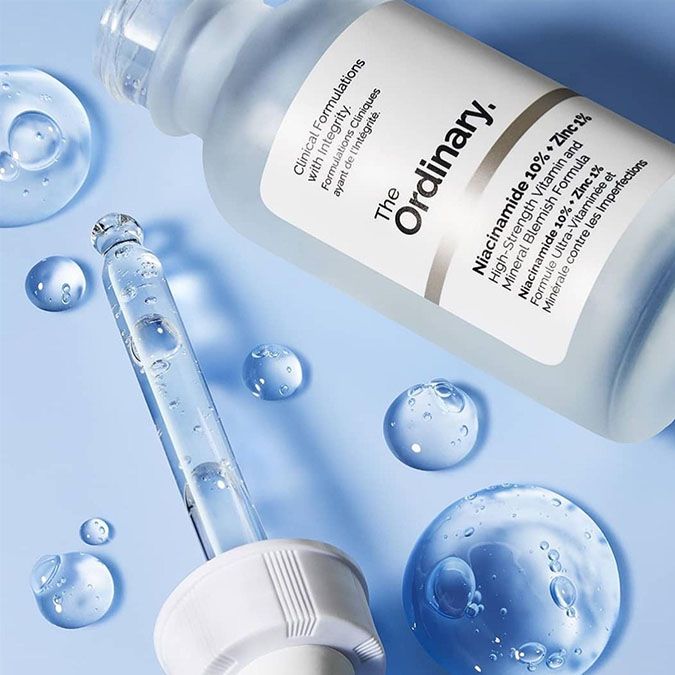 Clinical Formulations
with Integrity.
Formulations Cliniques
ayant de l'Intégrité.
The
Ordinary.
Niacinamide 10% + Zinc 1%
High-Strength Vitamin and
Mineral Blemish Formula
Niacinamide 10% + Zinc 1%
Formule Ultra-Vitaminée et
Minérale contre les Imperfections